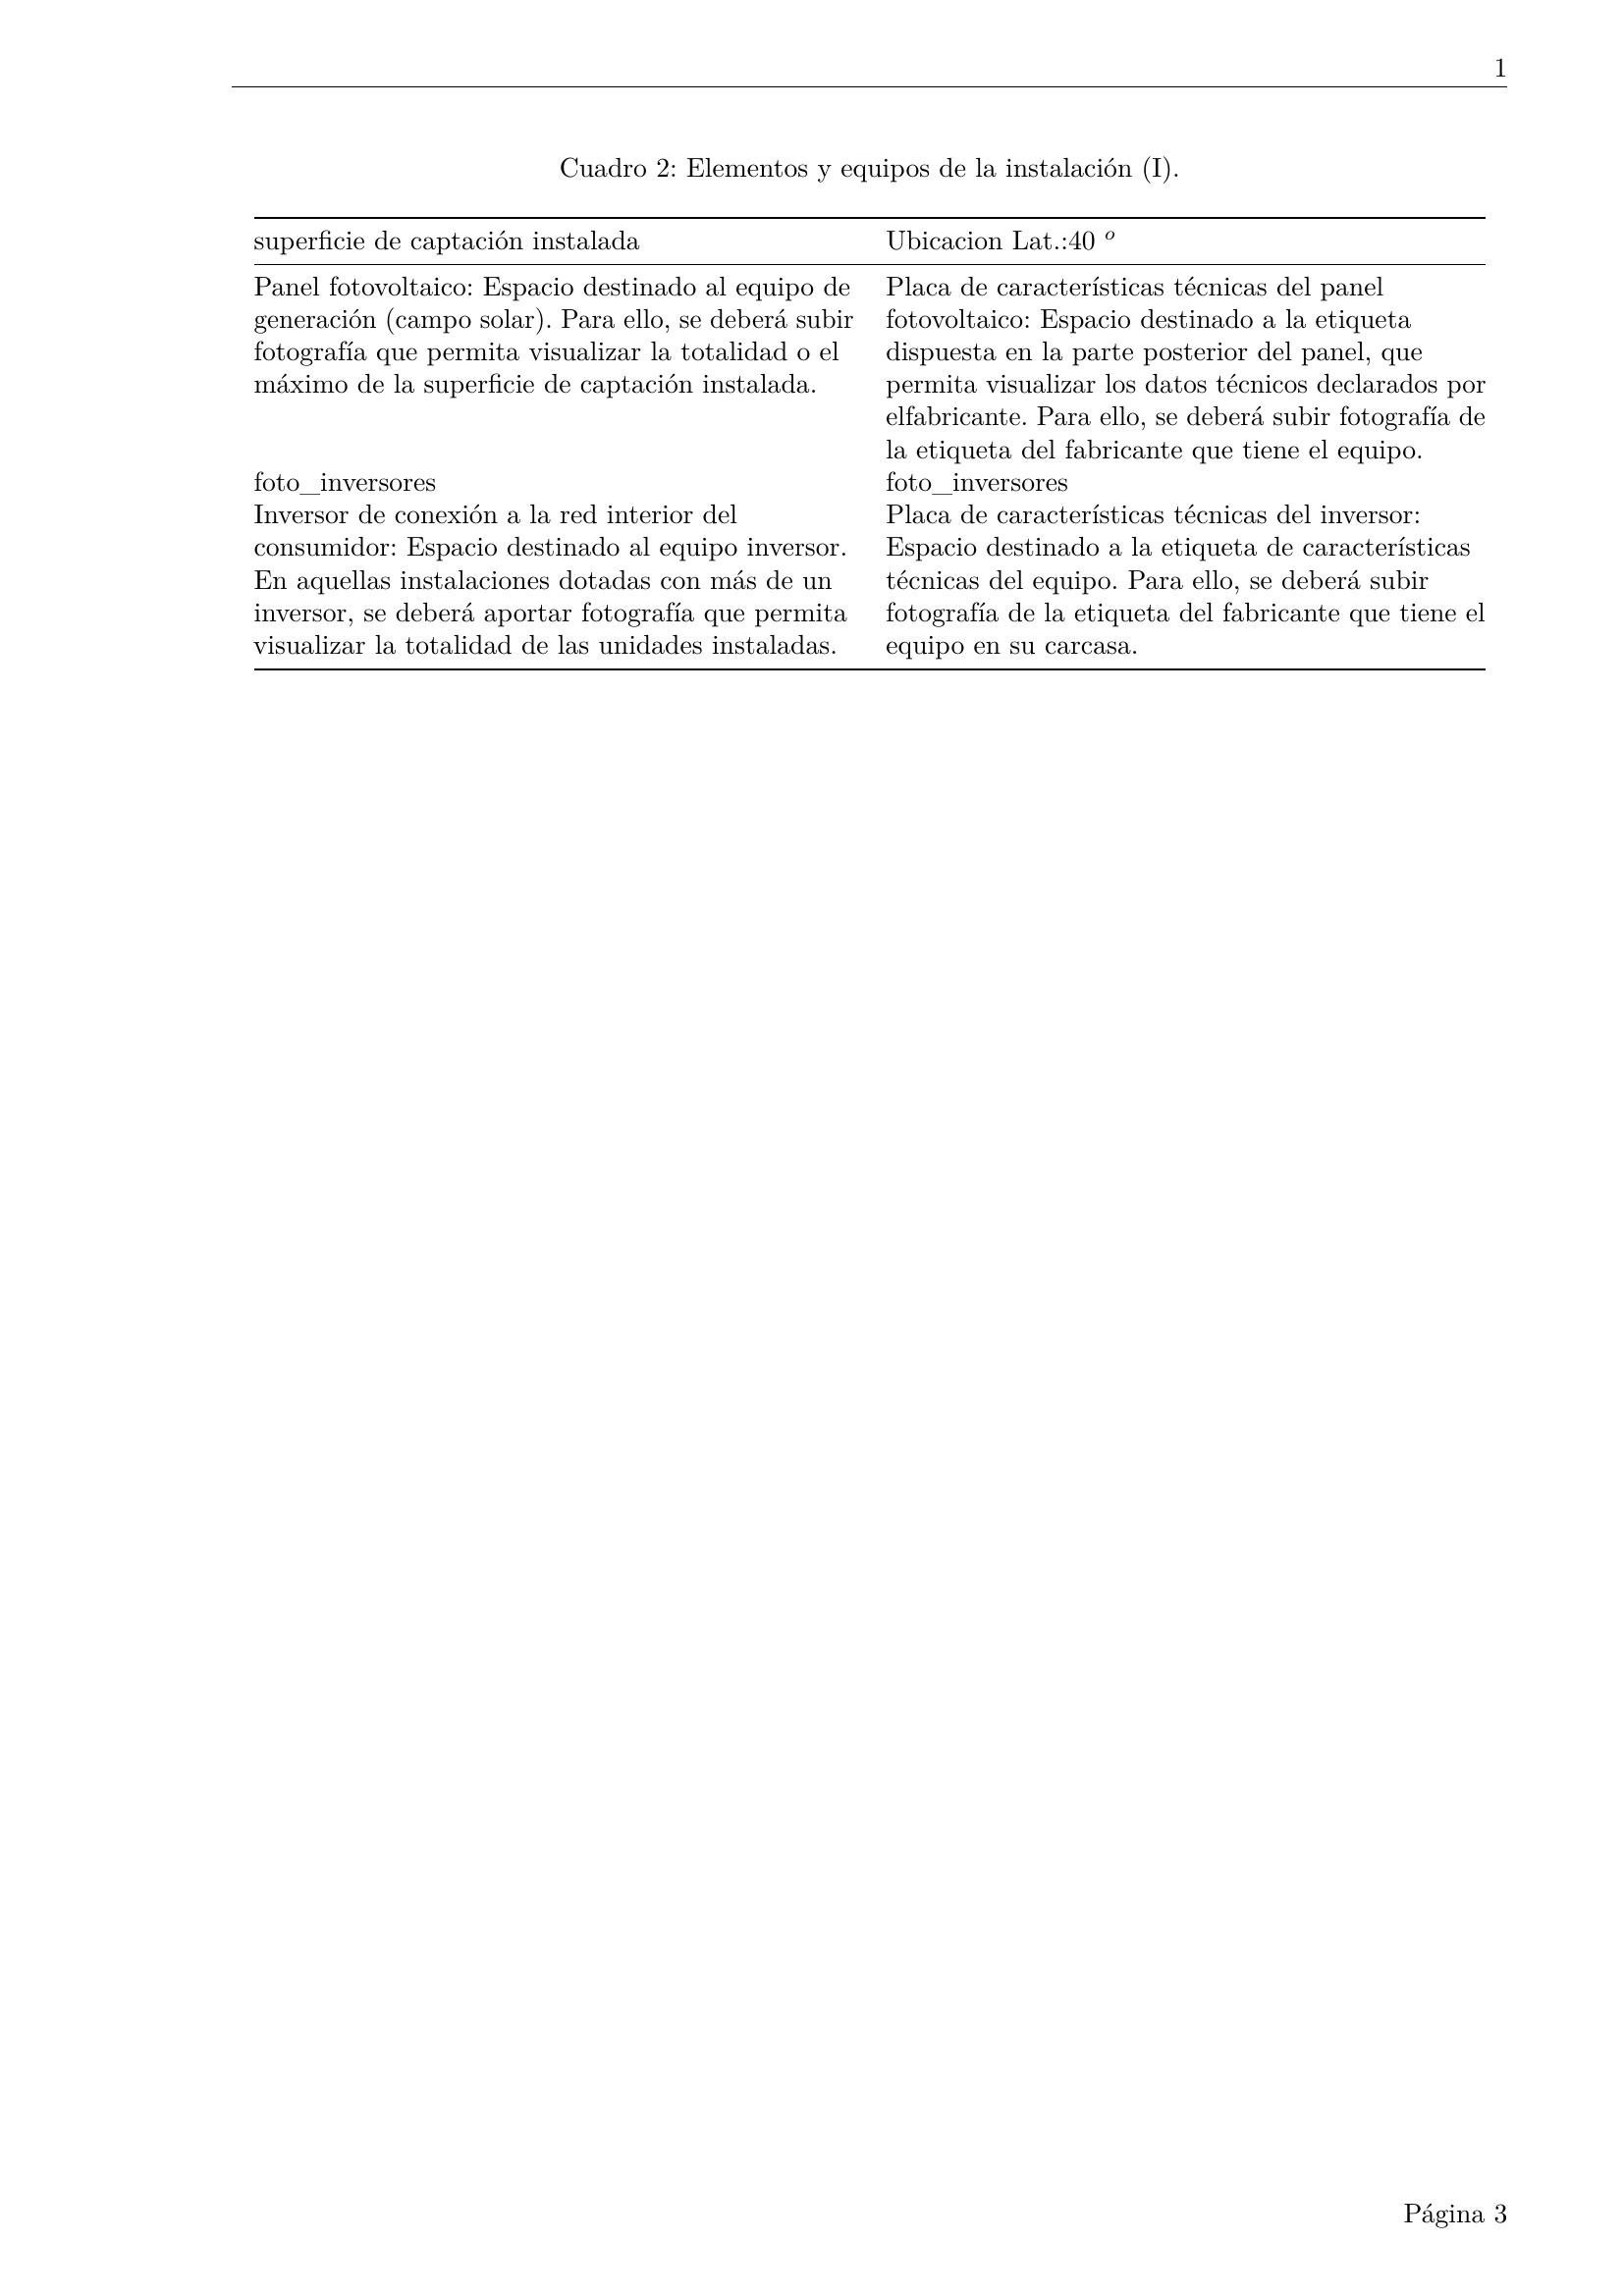 1
Cuadro 2: Elementos y equipos de la instalación (I).
superficie de captación instalada
Ubicacion Lat.:40 º
Panel fotovoltaico: Espacio destinado al equipo de
generación (campo solar). Para ello, se deberá subir
fotografía que permita visualizar la totalidad o el
máximo de la superficie de captación instalada.
Placa de características técnicas del panel
fotovoltaico: Espacio destinado a la etiqueta
dispuesta en la parte posterior del panel, que
permita visualizar los datos técnicos declarados por
elfabricante. Para ello, se deberá subir fotografía de
la etiqueta del fabricante que tiene el equipo.
foto_inversores
foto_inversores
Inversor de conexión a la red interior del
consumidor: Espacio destinado al equipo inversor.
En aquellas instalaciones dotadas con más de un
inversor, se deberá aportar fotografía que permita
visualizar la totalidad de las unidades instaladas.
Placa de características técnicas del inversor:
Espacio destinado a la etiqueta de características
técnicas del equipo. Para ello, se deberá subir
fotografía de la etiqueta del fabricante que tiene el
equipo en su carcasa.
Página 3